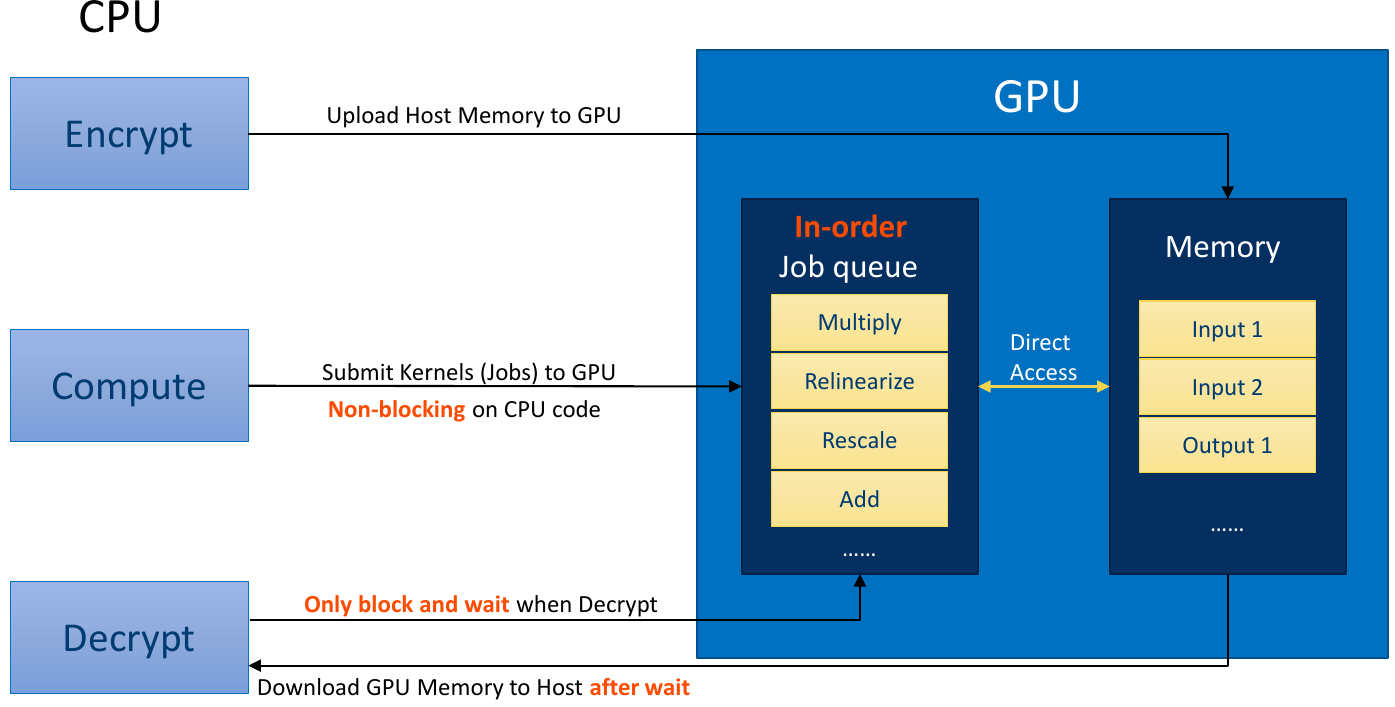 CPU
GPU
Encrypt
Upload Host Memory to GPU
In-order
Job queue
Multiply
Relinearize
Rescale
Add
......
Memory
Input 1
Input 2
Output 1
......
Direct
Access
Compute
Submit Kernels (Jobs) to GPU
Non-blocking on CPU code
Decrypt
Only block and wait when Decrypt
Download GPU Memory to Host after wait